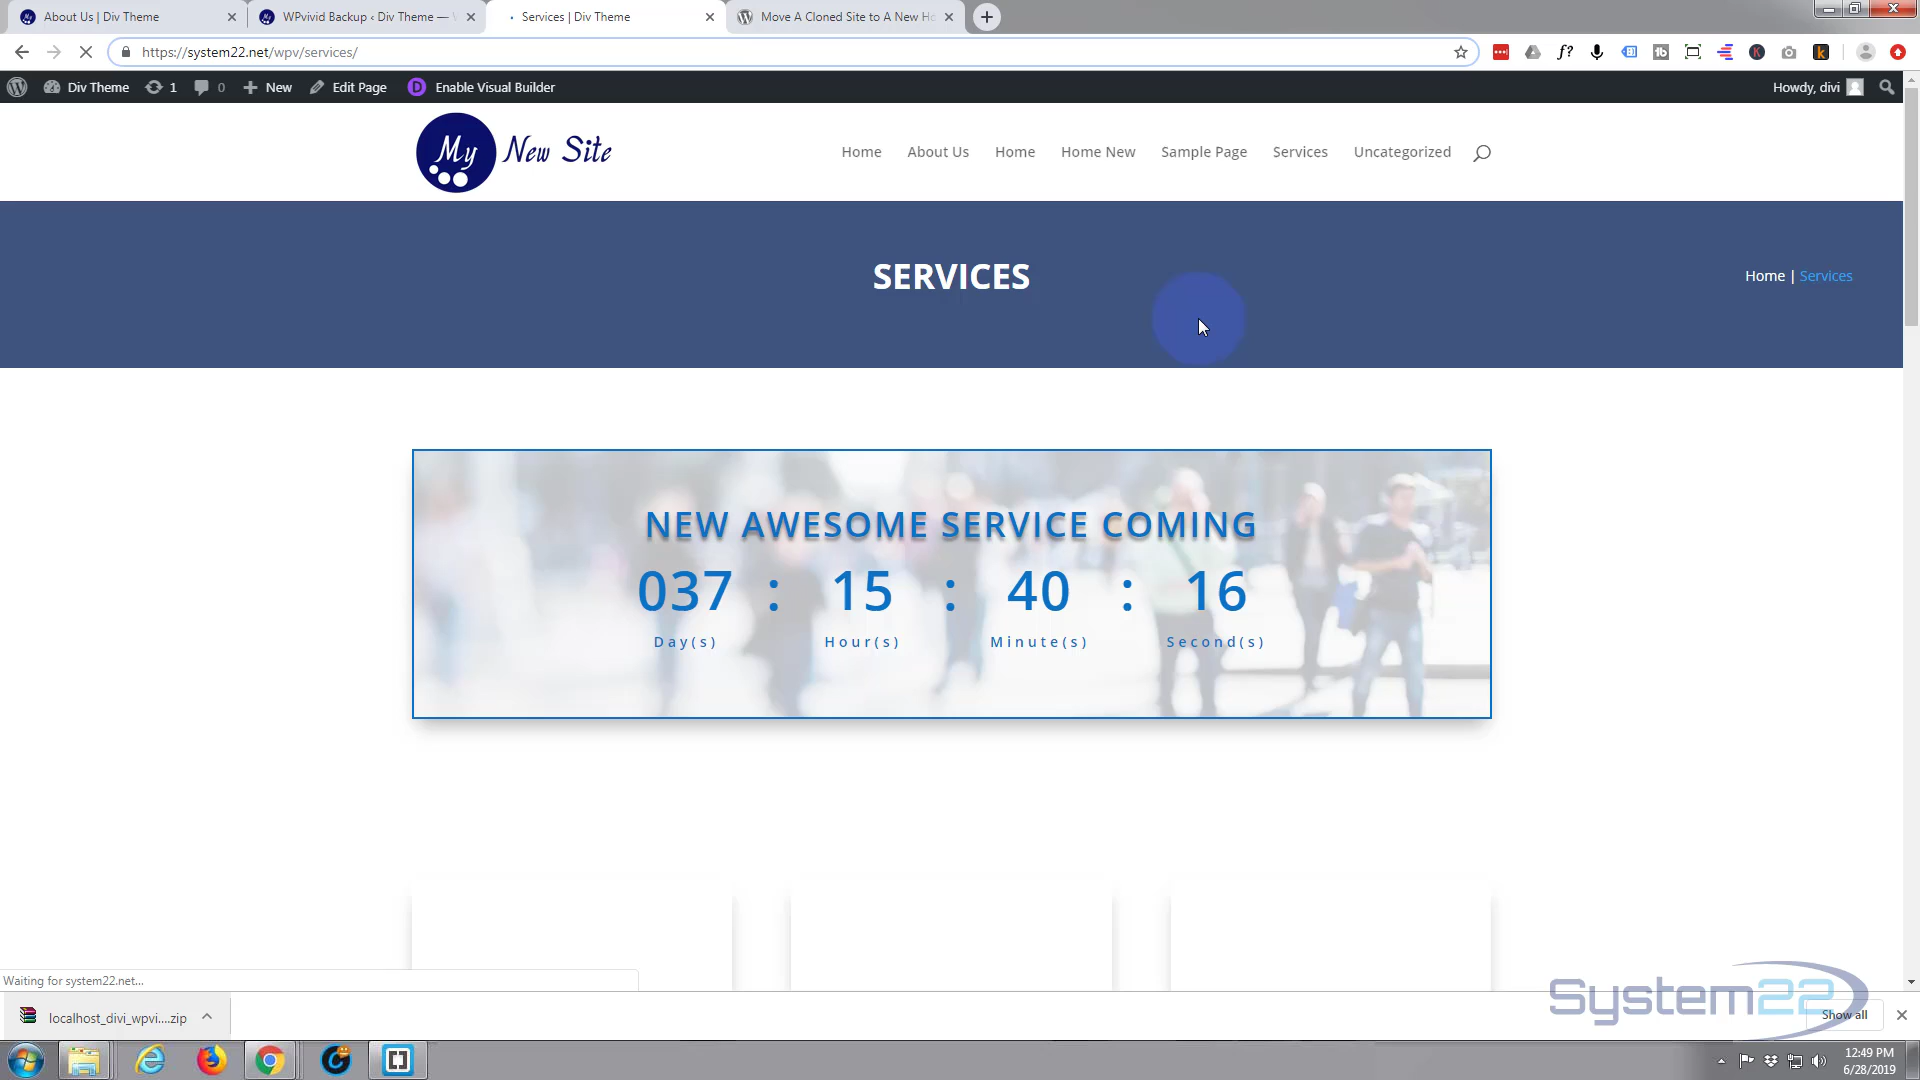 About Us | Div Theme
WPvivid Backup ‹ Div Theme —
Services | Div Theme
Move A Cloned Site to A New Ho
https://system22.net/wpv/services/
Div Theme
1
0
New
Edit Page
D
Enable Visual Builder
Howdy, divi
My New Site
Home
About Us
Home
Home New
Sample Page
Services
Uncategorized
SERVICES
Home | Services
NEW AWESOME SERVICE COMING
037 : 15 : 40 : 16
Day(s) Hour(s) Minute(s) Second(s)
Waiting for system22.net...
localhost_divi_wpvi....zip
System22
Show all
12:49 PM
6/28/2019